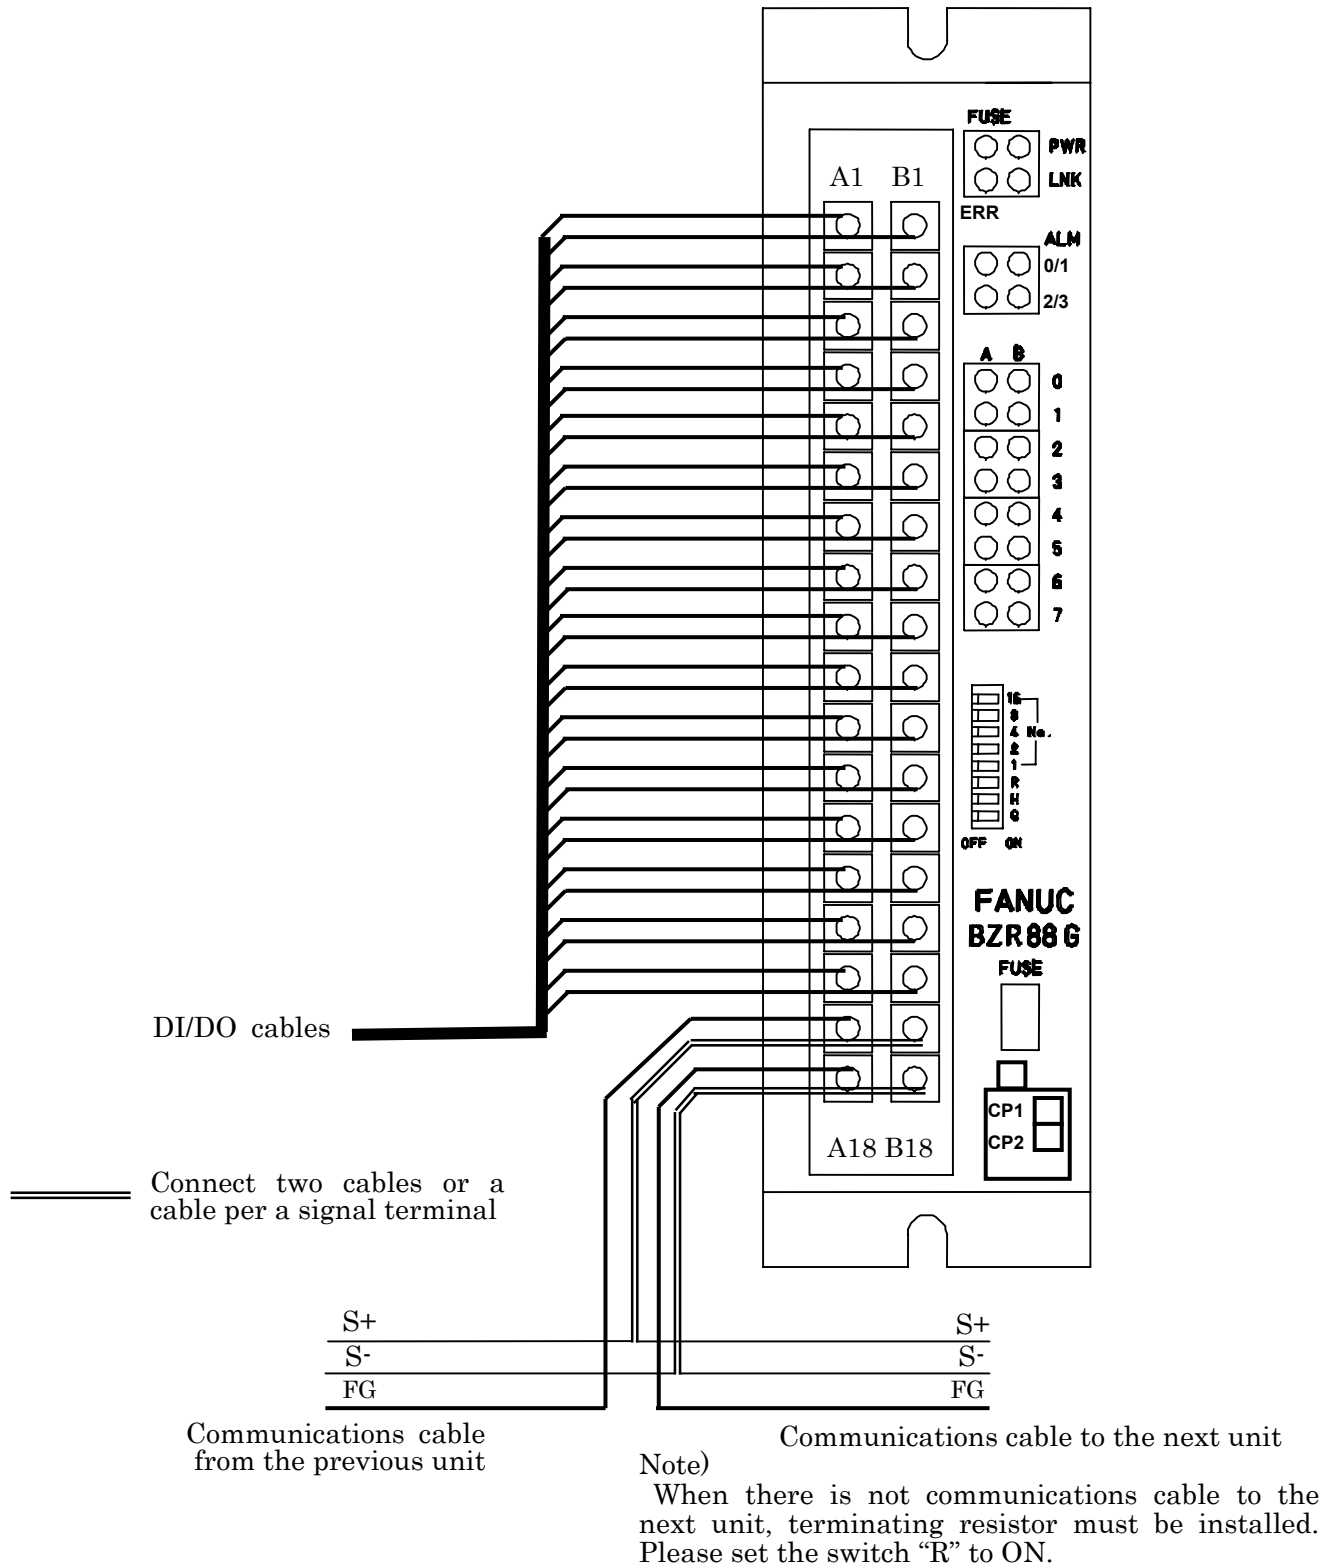 FUSE
PWR
LNK
ERR
A1 B1
ALM
0/1
2/3
A B
0
1
2
3
4
5
6
7
16
8
4 No.
2
1
R
H
G
OFF ON
FANUC
BZR88G
FUSE
CP1
CP2
A18 B18
DI/DO cables
Connect two cables or a
cable per a signal terminal
S+ S+
S- S-
FG FG
Communications cable
from the previous unit
Communications cable to the next unit
Note)
When there is not communications cable to the
next unit, terminating resistor must be installed.
Please set the switch “R” to ON.